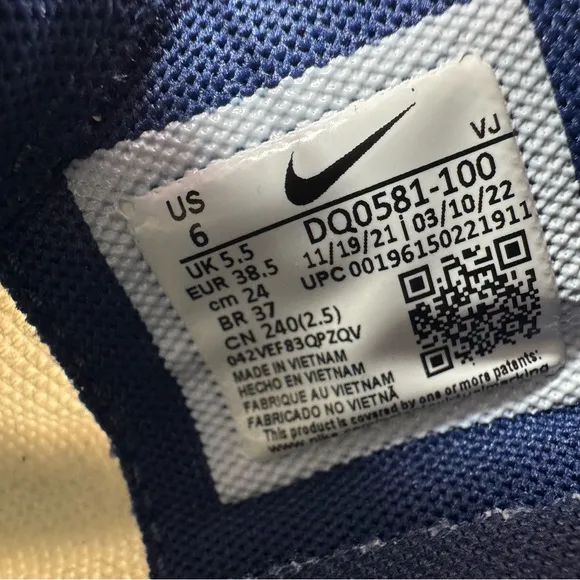 VJ
US
6
UK 5.5
EUR 38.5
cm 24
BR 37
CN 240(2.5)
042VEF83QPZQV
MADE IN VIETNAM
HECHO EN VIETNAM
FABRIQUE AU VIETNAM
FABRICADO NO VIETNÃ
This product is covered by one or more patents:
DQ0581-100
11/19/21 | 03/10/22
UPC 00196150221911